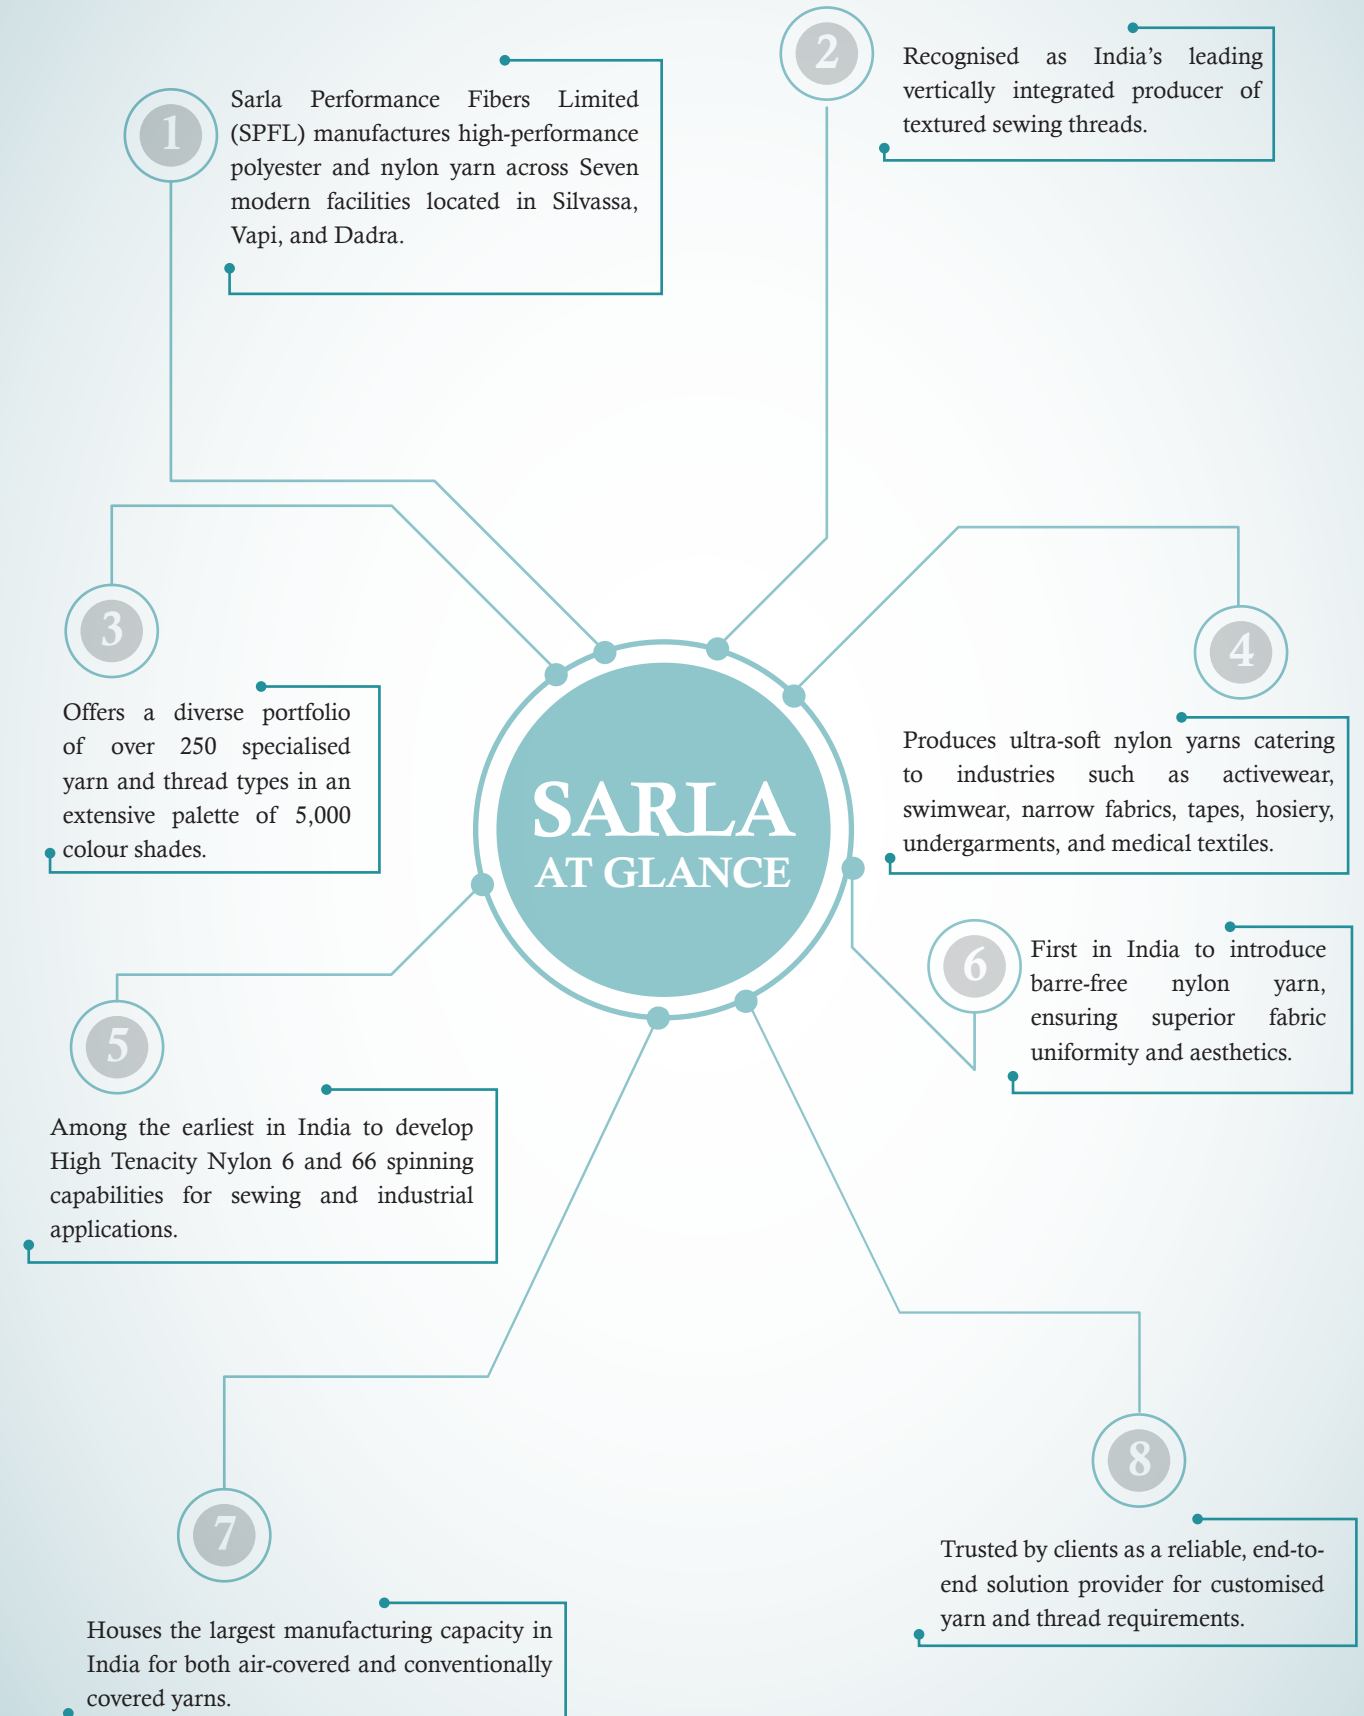 1
Sarla Performance Fibers Limited
(SPFL) manufactures high-performance
polyester and nylon yarn across Seven
modern facilities located in Silvassa,
Vapi, and Dadra.
2
Recognised as India’s leading
vertically integrated producer of
textured sewing threads.
3
Offers a diverse portfolio
of over 250 specialised
yarn and thread types in an
extensive palette of 5,000
colour shades.
4
Produces ultra-soft nylon yarns catering
to industries such as activewear,
swimwear, narrow fabrics, tapes, hosiery,
undergarments, and medical textiles.
SARLA
AT GLANCE
5
Among the earliest in India to develop
High Tenacity Nylon 6 and 66 spinning
capabilities for sewing and industrial
applications.
6
First in India to introduce
barre-free nylon yarn,
ensuring superior fabric
uniformity and aesthetics.
7
Houses the largest manufacturing capacity in
India for both air-covered and conventionally
covered yarns.
8
Trusted by clients as a reliable, end-to-
end solution provider for customised
yarn and thread requirements.